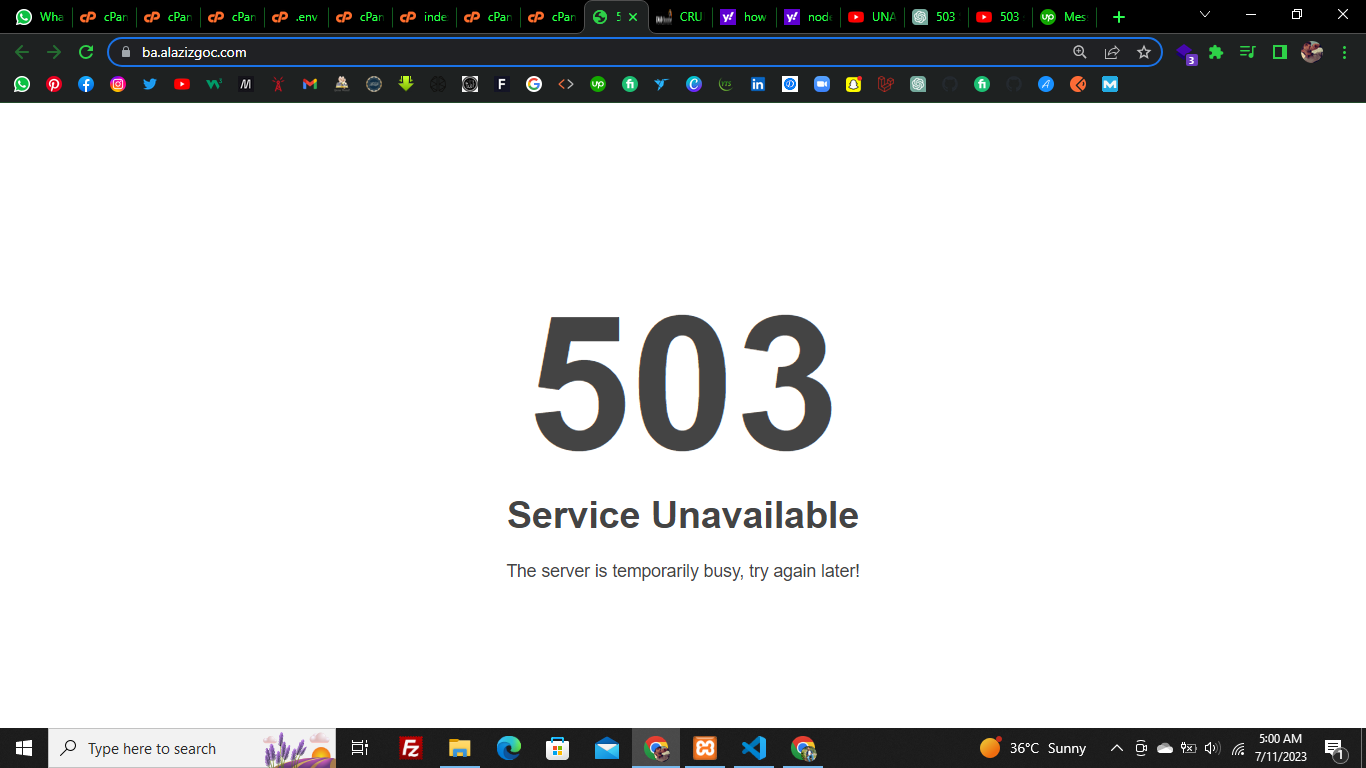 Wha
cPan
cPan
cPan
.env
cPan
inde
cPan
cPan
5
CRU
how
node
UNA
503
503
Mes
ba.alazizgoc.com
3
503
Service Unavailable
The server is temporarily busy, try again later!
Type here to search
36°C Sunny
5:00 AM
7/11/2023
1